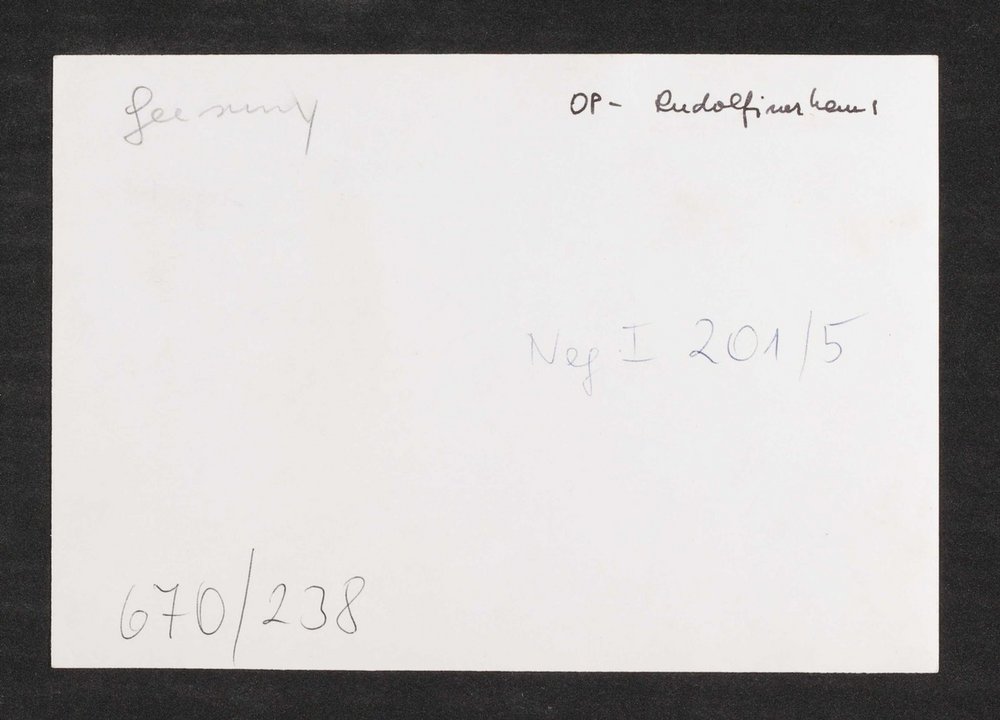 OP- Rudolfinerhaus
Neg I 201/5
670/238